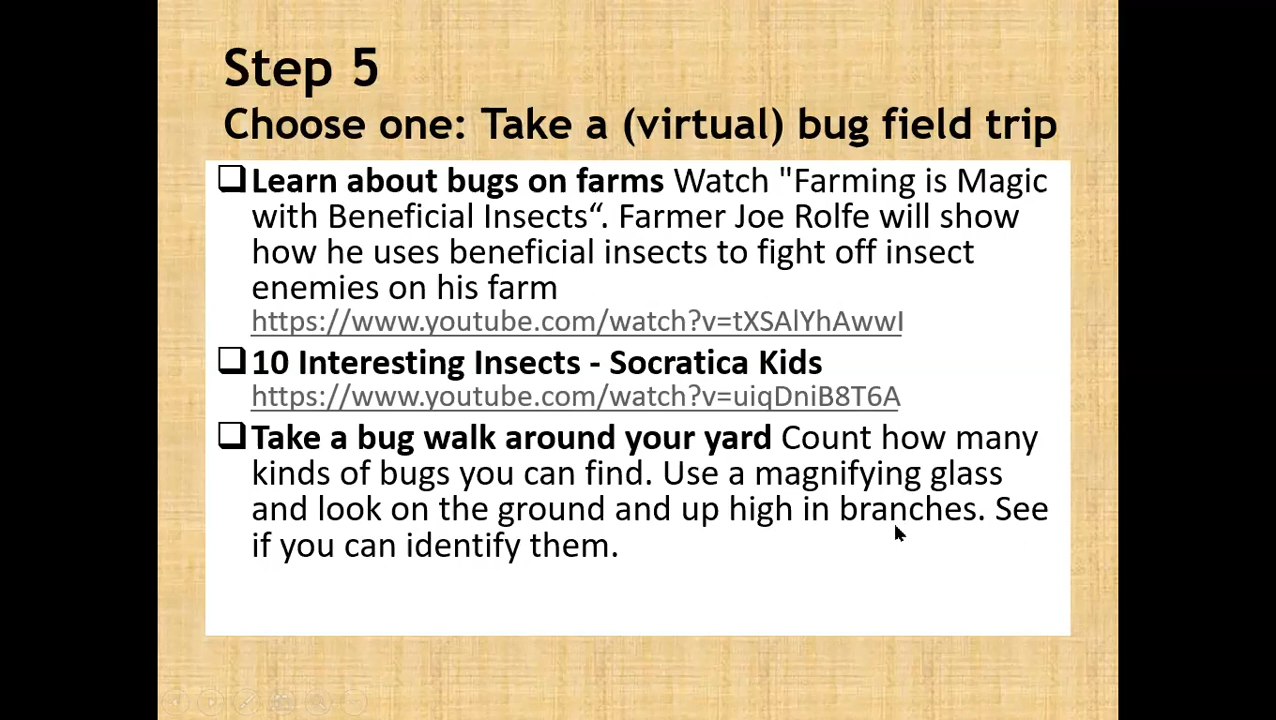 Step 5
Choose one: Take a (virtual) bug field trip
Learn about bugs on farms Watch "Farming is Magic
with Beneficial Insects“. Farmer Joe Rolfe will show
how he uses beneficial insects to fight off insect
enemies on his farm
https://www.youtube.com/watch?v=tXSAlYhAwwI
10 Interesting Insects - Socratica Kids
https://www.youtube.com/watch?v=uiqDniB8T6A
Take a bug walk around your yard Count how many
kinds of bugs you can find. Use a magnifying glass
and look on the ground and up high in branches. See
if you can identify them.